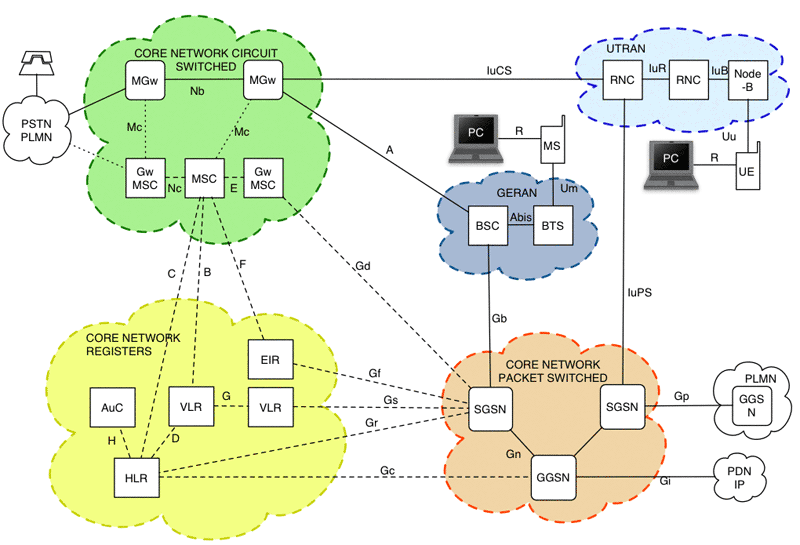 CORE NETWORK CIRCUIT
SWITCHED
MGw
Nb
MGw
IuCS
UTRAN
RNC
IuR
RNC
IuB
Node
-B
PSTN
PLMN
Mc
Mc
A
PC
R
MS
Uu
PC
R
UE
Gw
MSC
Nc
MSC
E
Gw
MSC
GERAN
Um
BSC
Abis
BTS
C
B
F
Gd
IuPS
Gb
CORE NETWORK
REGISTERS
EIR
Gf
CORE NETWORK
PACKET SWITCHED
PLMN
GGS
N
AuC
VLR
G
VLR
Gs
SGSN
SGSN
Gp
H
D
Gr
Gn
HLR
Gc
GGSN
Gi
PDN
IP